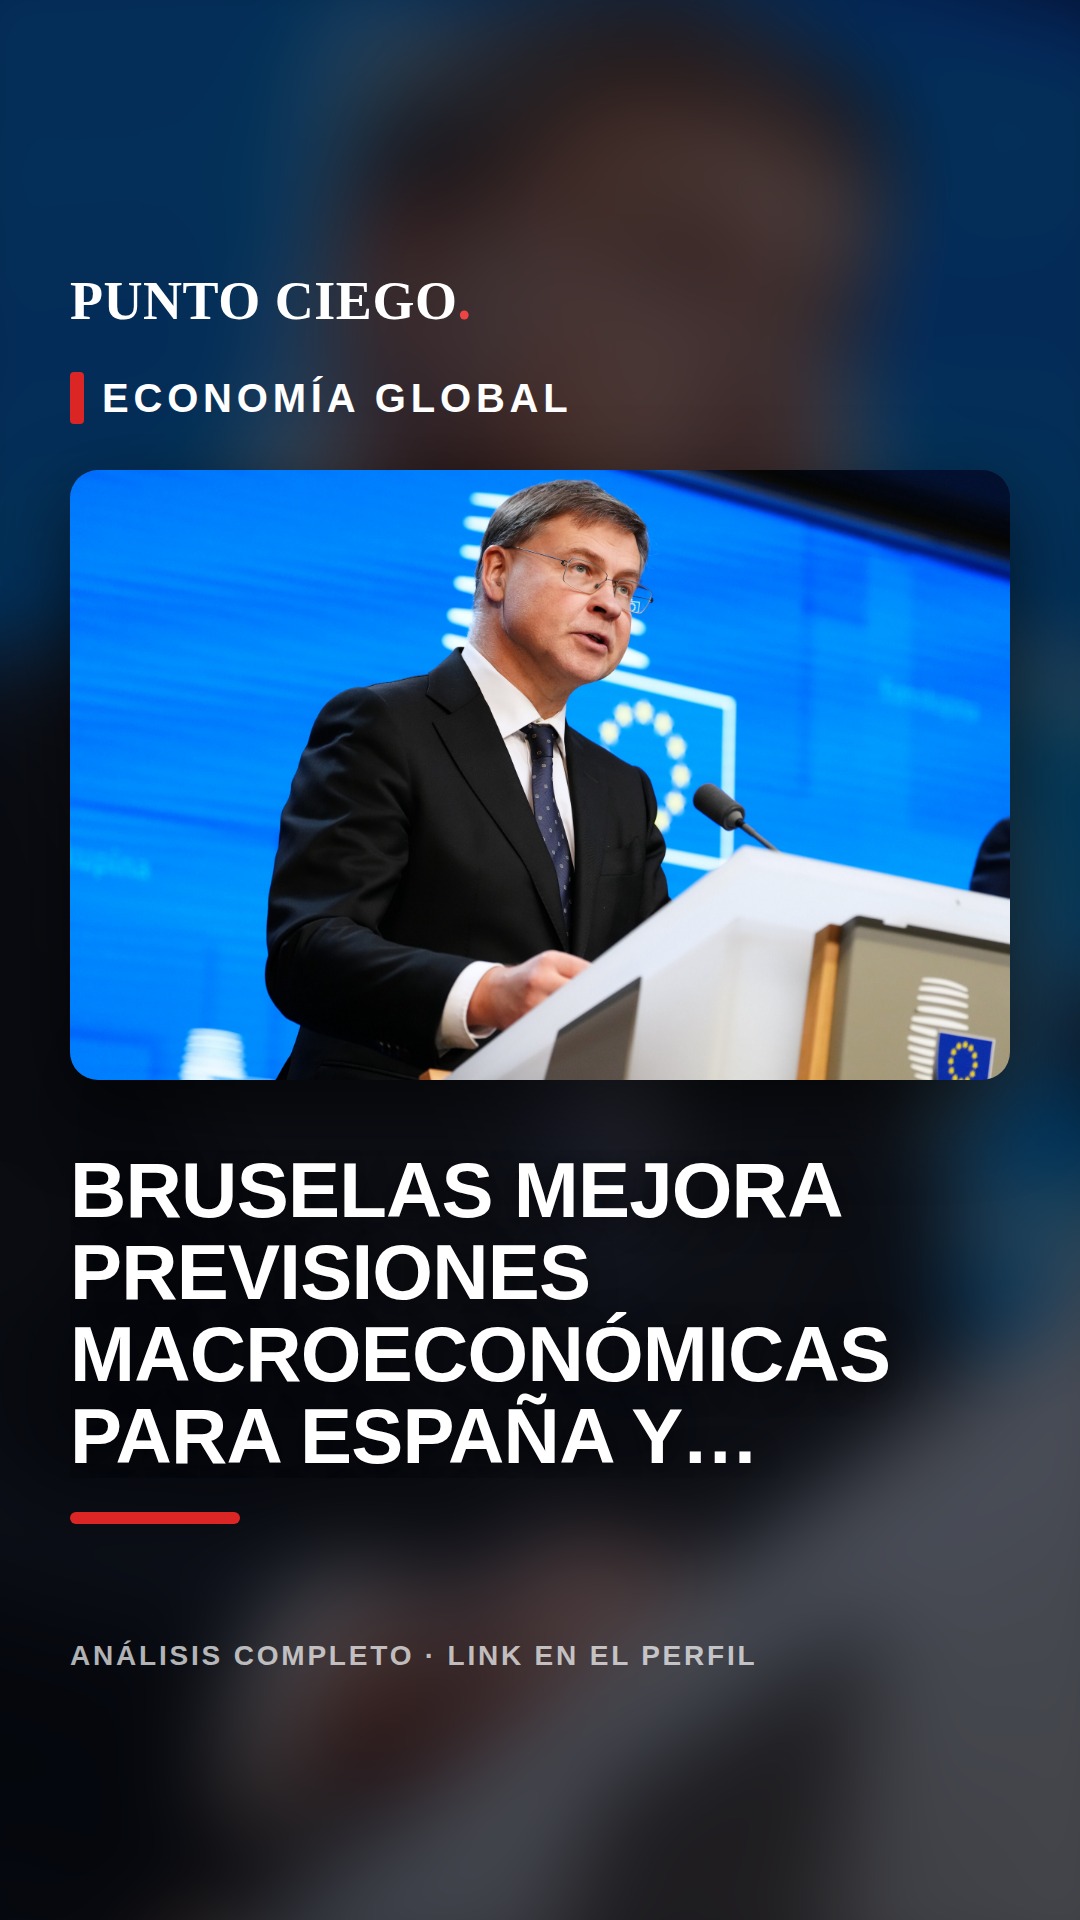 PUNTO CIEGO.
ECONOMÍA GLOBAL
BRUSELAS MEJORA
PREVISIONES
MACROECONÓMICAS
PARA ESPAÑA Y...
ANÁLISIS COMPLETO · LINK EN EL PERFIL